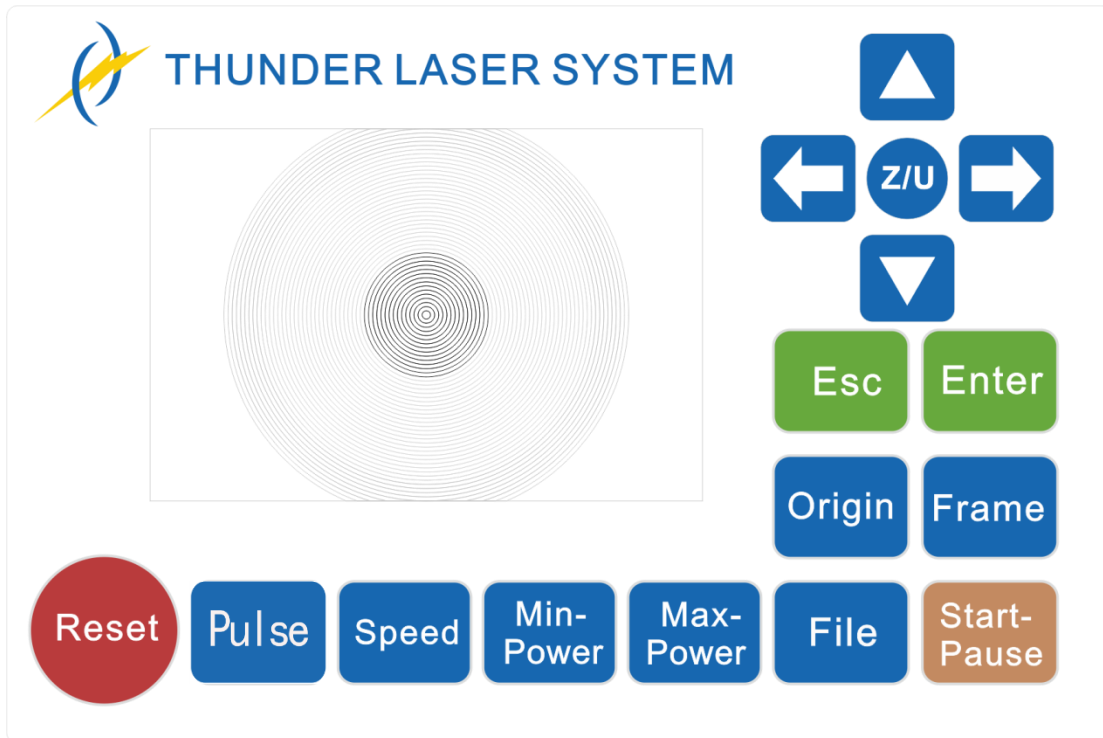 THUNDER LASER SYSTEM
Z/U
Esc
Enter
Origin
Frame
Reset
Pulse
Speed
Min-
Power
Max-
Power
File
Start-
Pause